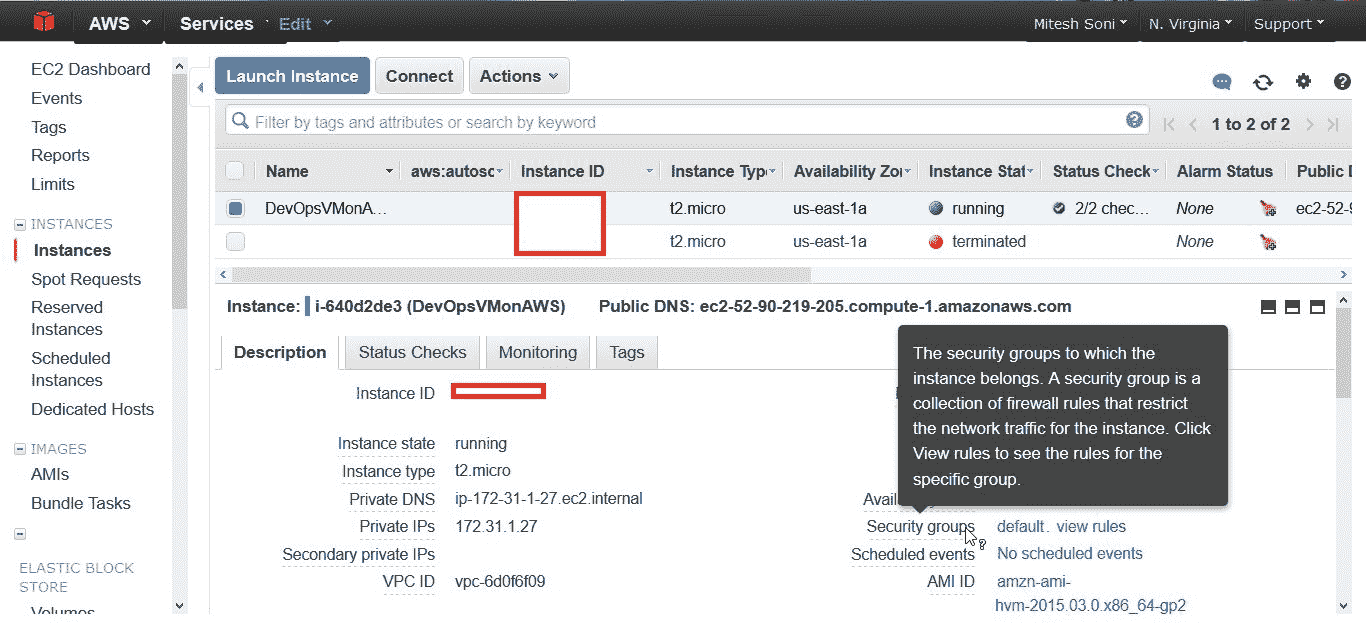 AWS Services Edit Mitesh Soni N. Virginia Support
EC2 Dashboard
Events
Tags
Reports
Limits
INSTANCES
Instances
Spot Requests
Reserved
Instances
Scheduled
Instances
Dedicated Hosts
IMAGES
AMIs
Bundle Tasks
ELASTIC BLOCK
STORE
Volumes
Launch Instance Connect Actions
Filter by tags and attributes or search by keyword 1 to 2 of 2
Name aws:autosc Instance ID Instance Typ Availability Zo Instance Stat Status Check Alarm Status Public D
DevOpsVMonA... t2.micro us-east-1a running 2/2 chec... None ec2-52-9
t2.micro us-east-1a terminated None
Instance: i-640d2de3 (DevOpsVMonAWS) Public DNS: ec2-52-90-219-205.compute-1.amazonaws.com
Description Status Checks Monitoring Tags
Instance ID
Instance state running
Instance type t2.micro
Private DNS ip-172-31-1-27.ec2.internal
Private IPs 172.31.1.27
Secondary private IPs
VPC ID vpc-6d0f6f09
The security groups to which the
instance belongs. A security group is a
collection of firewall rules that restrict
the network traffic for the instance. Click
View rules to see the rules for the
specific group.
Security groups default. view rules
Scheduled events No scheduled events
AMI ID amzn-ami-
hvm-2015.03.0.x86_64-gp2